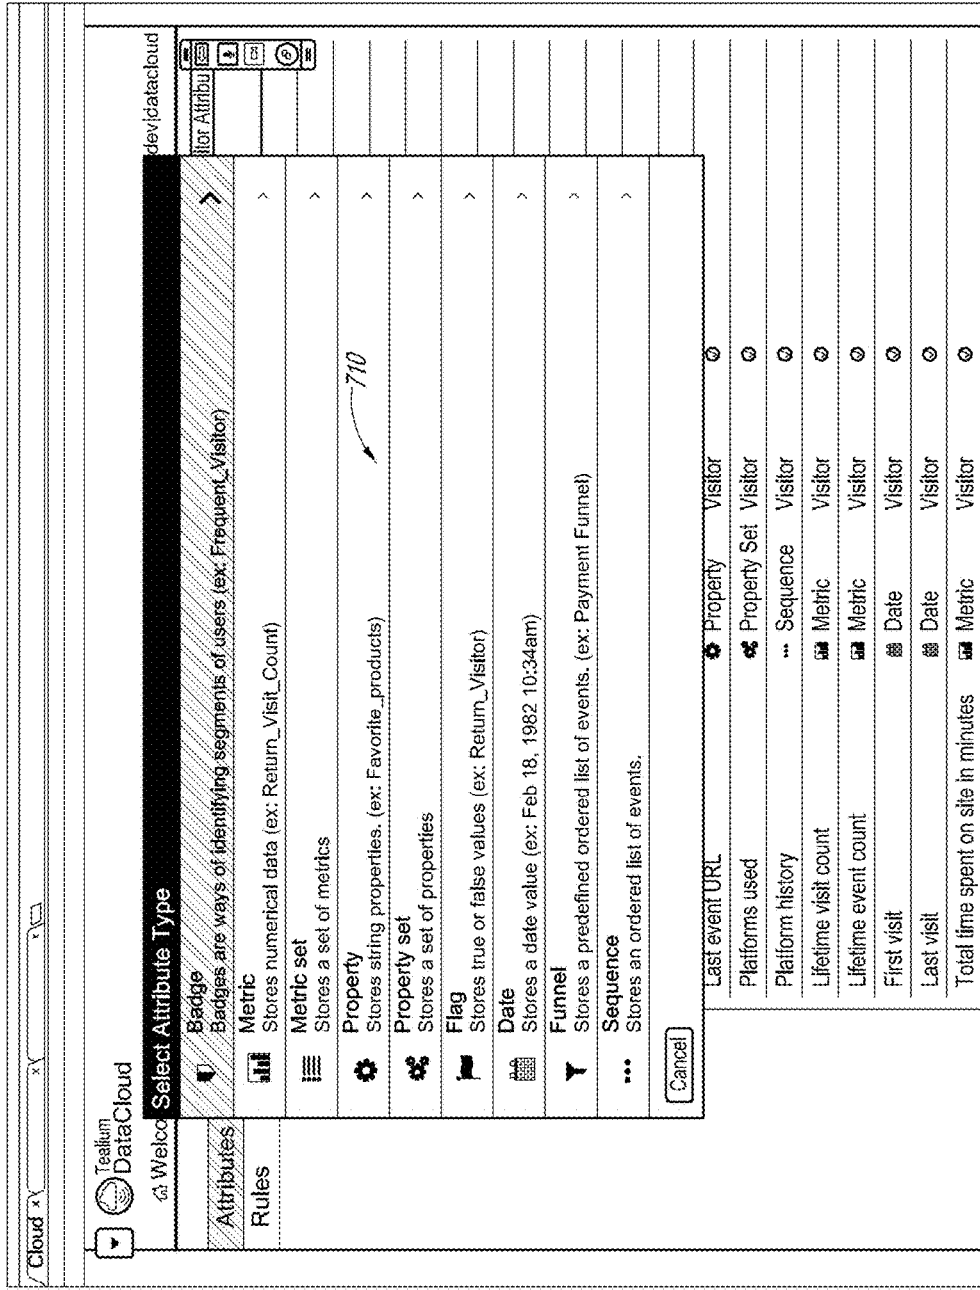 Cloud ×
×
×
Tealium
DataCloud
Welco
dev|datacloud
Attributes
Rules
itor Attribu
Select Attribute Type
Badge
Badges are ways of identifying segments of users (ex: Frequent_Visitor)
Metric
Stores numerical data (ex: Return_Visit_Count)
Metric set
Stores a set of metrics
Property
Stores string properties. (ex: Favorite_products)
710
Property set
Stores a set of properties
Flag
Stores true or false values (ex: Return_Visitor)
Date
Stores a date value (ex: Feb 18, 1982 10:34am)
Funnel
Stores a predefined ordered list of events. (ex: Payment Funnel)
Sequence
Stores an ordered list of events.
Cancel
Last event URL Property Visitor
Platforms used Property Set Visitor
Platform history Sequence Visitor
Lifetime visit count Metric Visitor
Lifetime event count Metric Visitor
First visit Date Visitor
Last visit Date Visitor
Total time spent on site in minutes Metric Visitor